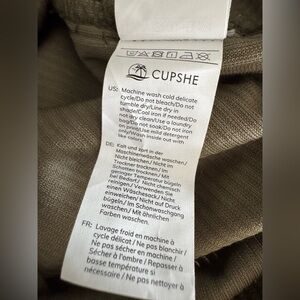 CUPSHE
US: Machine wash cold delicate
cycle/Do not bleach/Do not
tumble dry/Line dry in
shade/Cool iron if needed/Do
not dry clean/Use a laundry
bag/Do not soak/Do not iron
on print/Use mild detergent
only/Wash inside out with
like colors
DE: Kalt und zart in der
Maschinenwäsche waschen/
Nicht bleichen/ Nicht im
Trockner trocknen/ Im
Schatten trocknen/ Mit
geringer Temperatur bügeln
bei Bedarf/ Nicht chemisch
reinigen/ Verwenden Sie
einen Wäschesack/ Nicht
einweichen/ Nicht auf Druck
bügeln/ Im Schonwaschgang
waschen/ Mit ähnlichen
Farben waschen.
FR: Lavage froid en machine à
cycle délicat/ Ne pas blanchir/
Ne pas sécher en machine/
Sécher à l'ombre/ Repasser à
basse température si
nécessaire/ Ne pas nettoyer à